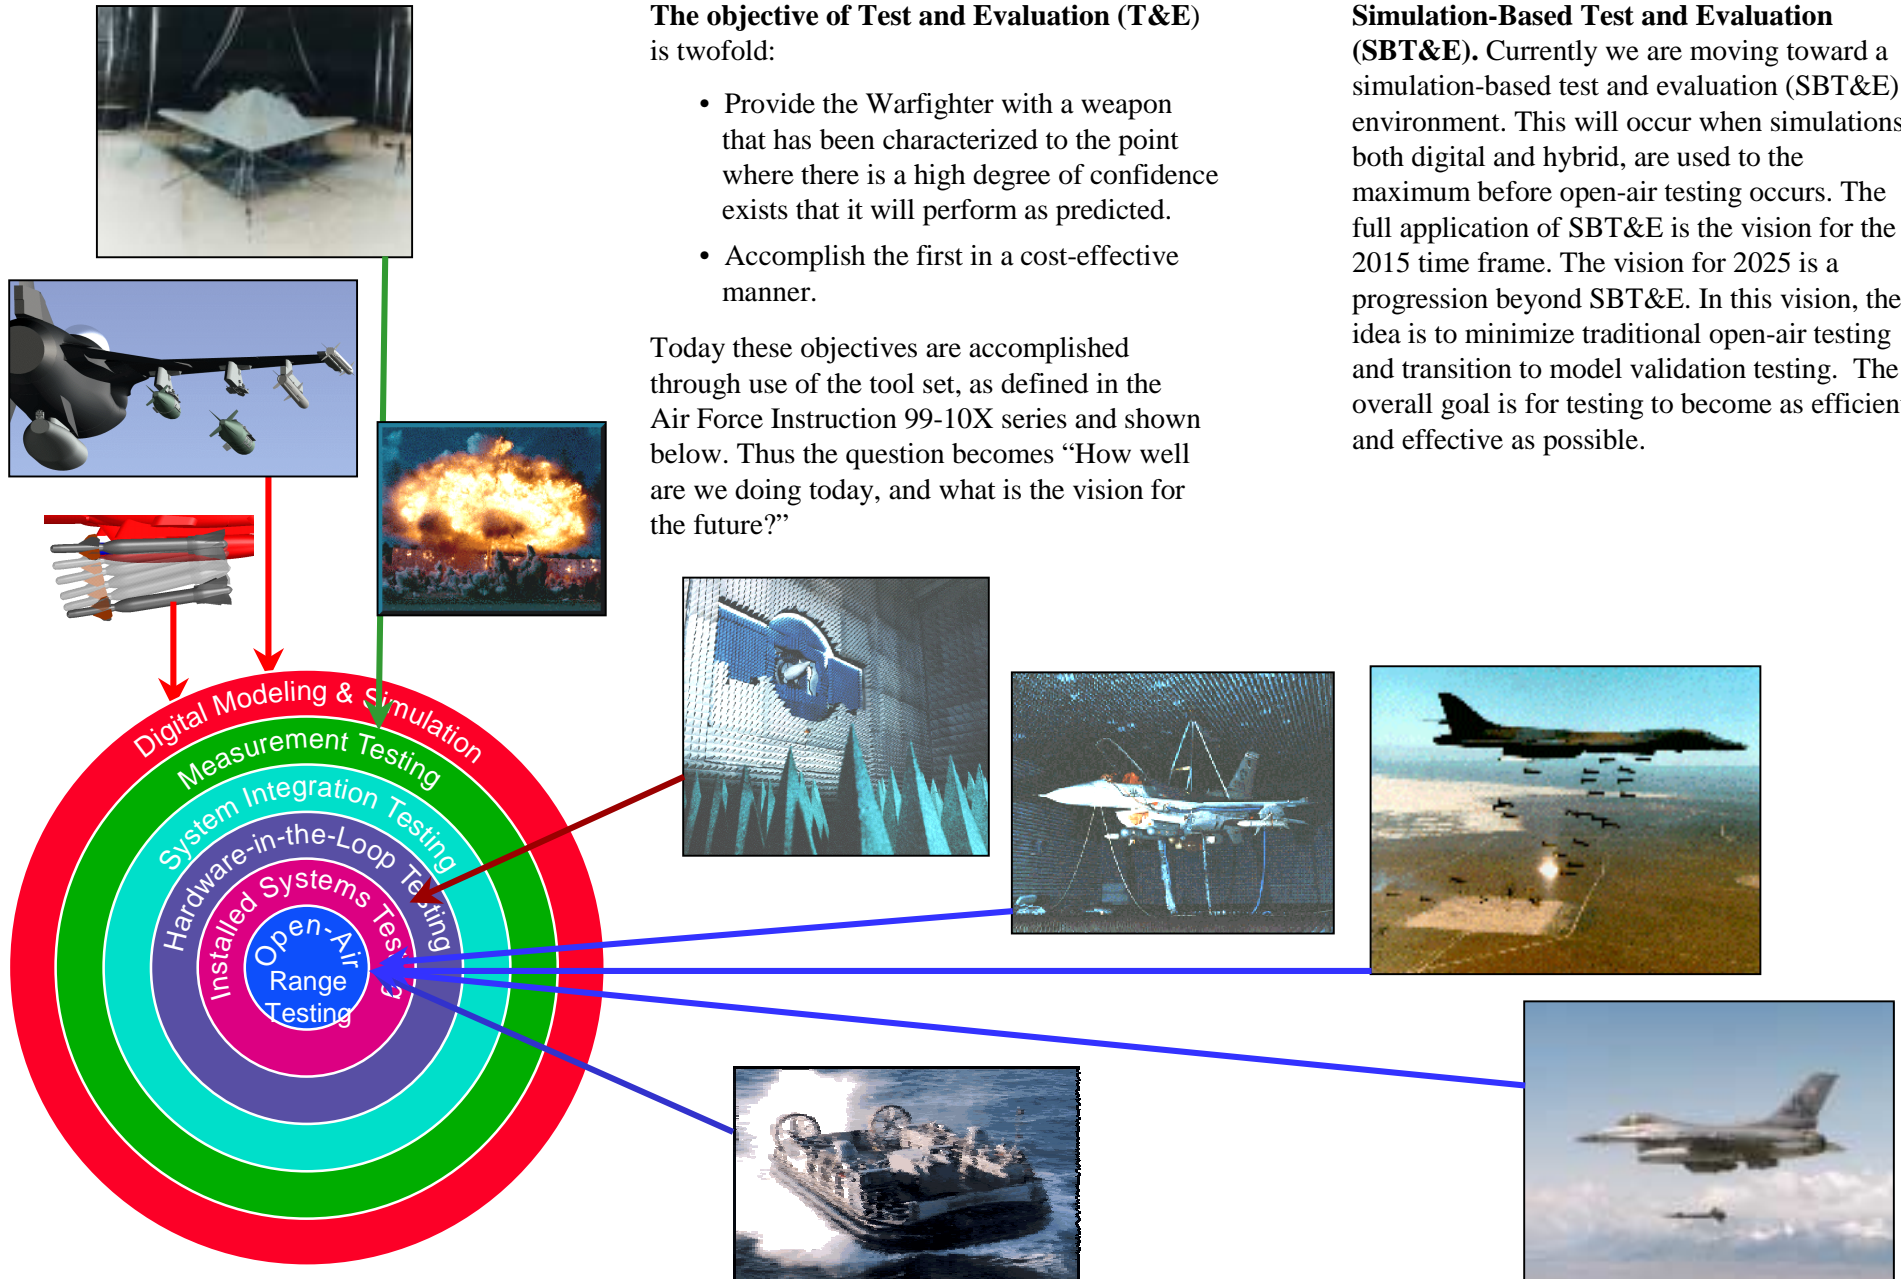 The objective of Test and Evaluation (T&E)
is twofold:
• Provide the Warfighter with a weapon
that has been characterized to the point
where there is a high degree of confidence
exists that it will perform as predicted.
• Accomplish the first in a cost-effective
manner.
Today these objectives are accomplished
through use of the tool set, as defined in the
Air Force Instruction 99-10X series and shown
below. Thus the question becomes “How well
are we doing today, and what is the vision for
the future?”
Simulation-Based Test and Evaluation
(SBT&E). Currently we are moving toward a
simulation-based test and evaluation (SBT&E)
environment. This will occur when simulations
both digital and hybrid, are used to the
maximum before open-air testing occurs. The
full application of SBT&E is the vision for the
2015 time frame. The vision for 2025 is a
progression beyond SBT&E. In this vision, the
idea is to minimize traditional open-air testing
and transition to model validation testing.  The
overall goal is for testing to become as efficien
and effective as possible.
Digital Modeling & Simulation
Measurement Testing
System Integration Testing
Hardware-in-the-Loop Testing
Installed Systems Testing
Open-Air
Range
Testing